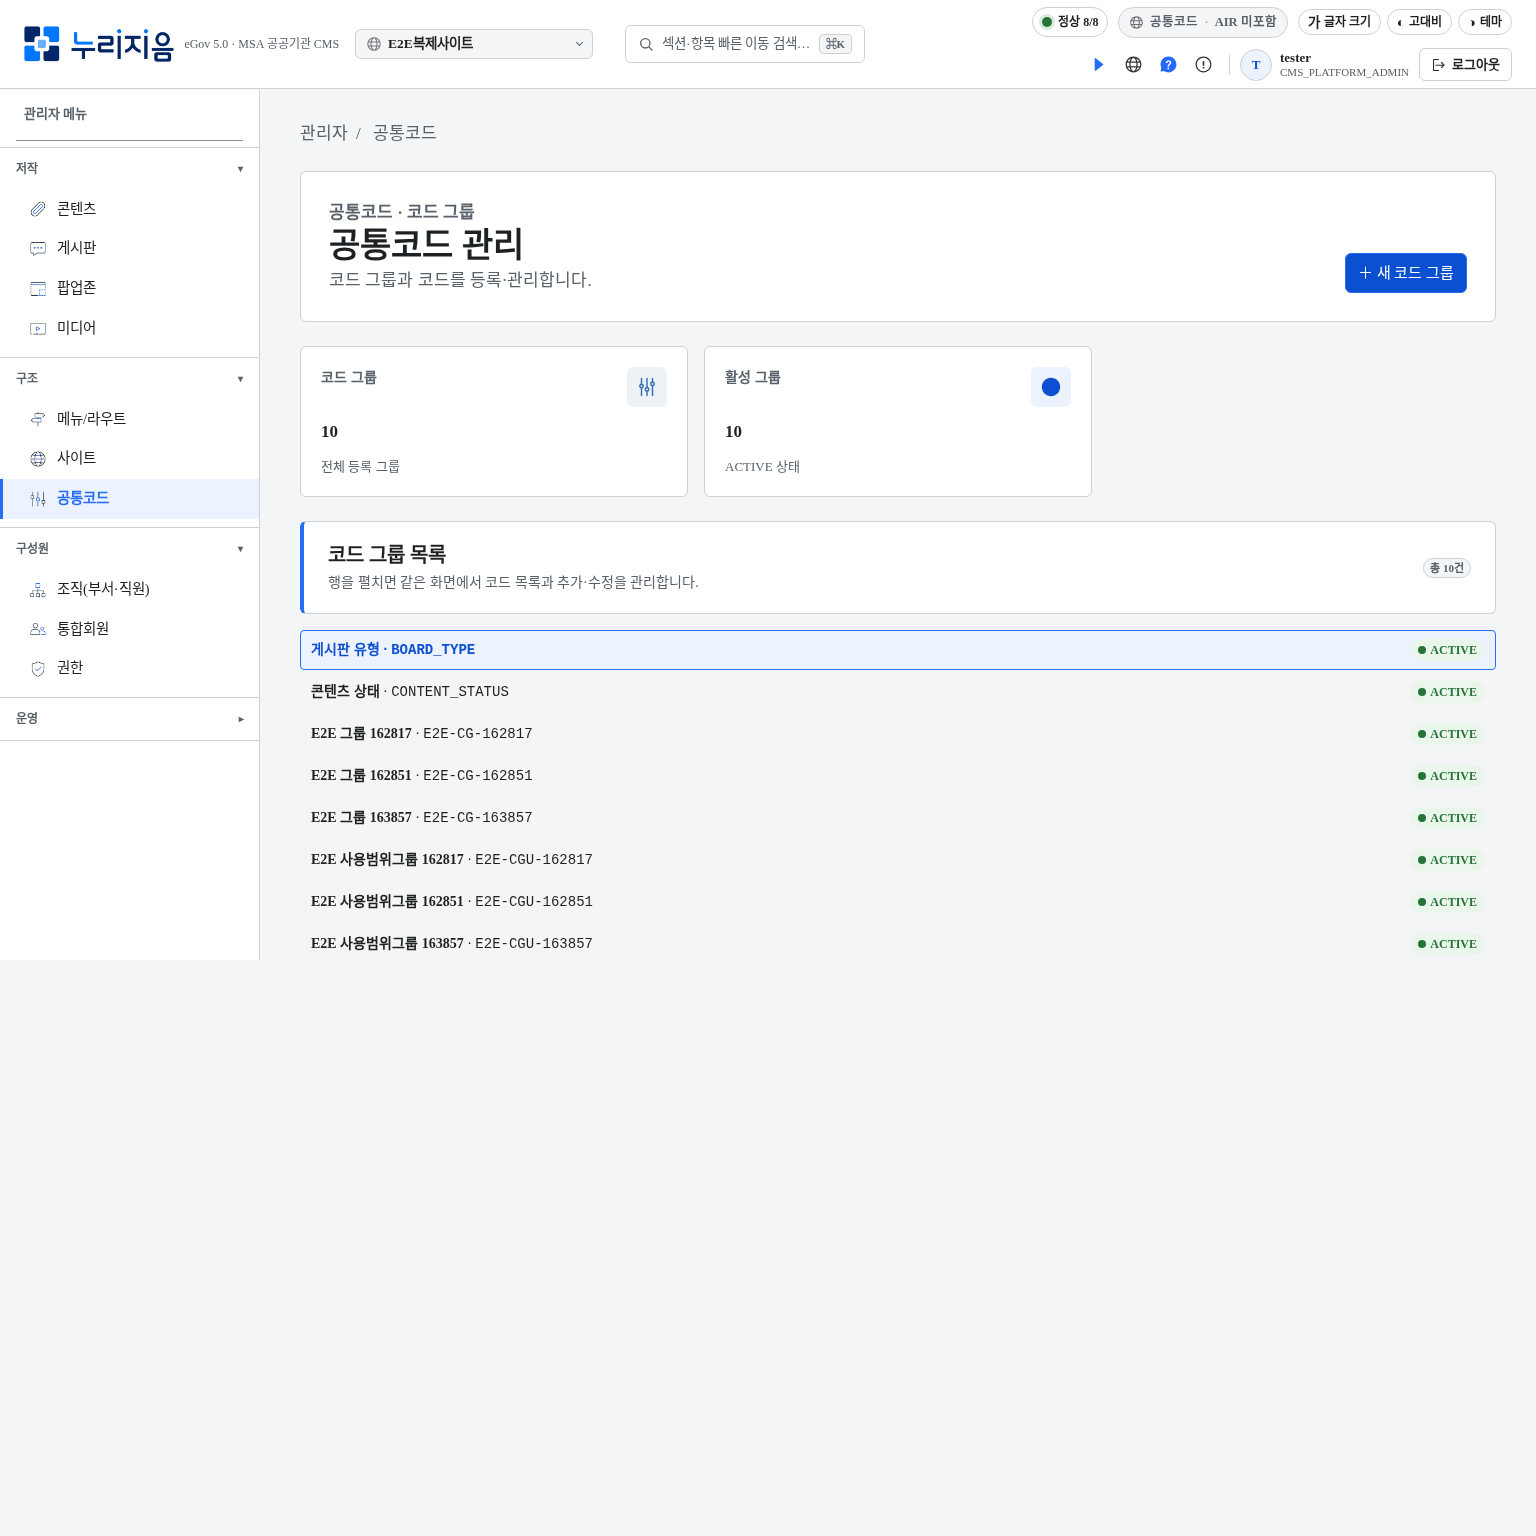 누리지음
eGov 5.0 · MSA 공공기관 CMS
E2E복제사이트
섹션·항목 빠른 이동 검색…
⌘K
정상 8/8
공통코드 · AIR 미포함
가 글자 크기
고대비
테마
T
tester
CMS_PLATFORM_ADMIN
로그아웃
관리자 메뉴
저작
콘텐츠
게시판
팝업존
미디어
구조
메뉴/라우트
사이트
공통코드
구성원
조직(부서·직원)
통합회원
권한
운영
관리자 / 공통코드
공통코드 · 코드 그룹
공통코드 관리
코드 그룹과 코드를 등록·관리합니다.
+ 새 코드 그룹
코드 그룹
10
전체 등록 그룹
활성 그룹
10
ACTIVE 상태
코드 그룹 목록
행을 펼치면 같은 화면에서 코드 목록과 추가·수정을 관리합니다.
총 10건
게시판 유형 · BOARD_TYPE ACTIVE
콘텐츠 상태 · CONTENT_STATUS ACTIVE
E2E 그룹 162817 · E2E-CG-162817 ACTIVE
E2E 그룹 162851 · E2E-CG-162851 ACTIVE
E2E 그룹 163857 · E2E-CG-163857 ACTIVE
E2E 사용범위그룹 162817 · E2E-CGU-162817 ACTIVE
E2E 사용범위그룹 162851 · E2E-CGU-162851 ACTIVE
E2E 사용범위그룹 163857 · E2E-CGU-163857 ACTIVE